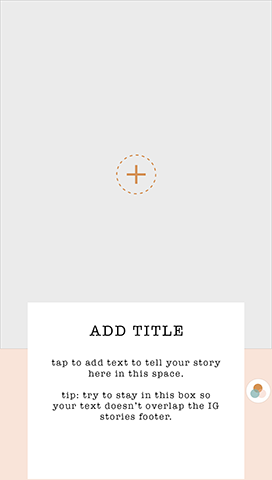 ADD TITLE
tap to add text to tell your story
here in this space.
tip: try to stay in this box so
your text doesn't overlap the IG
stories footer.